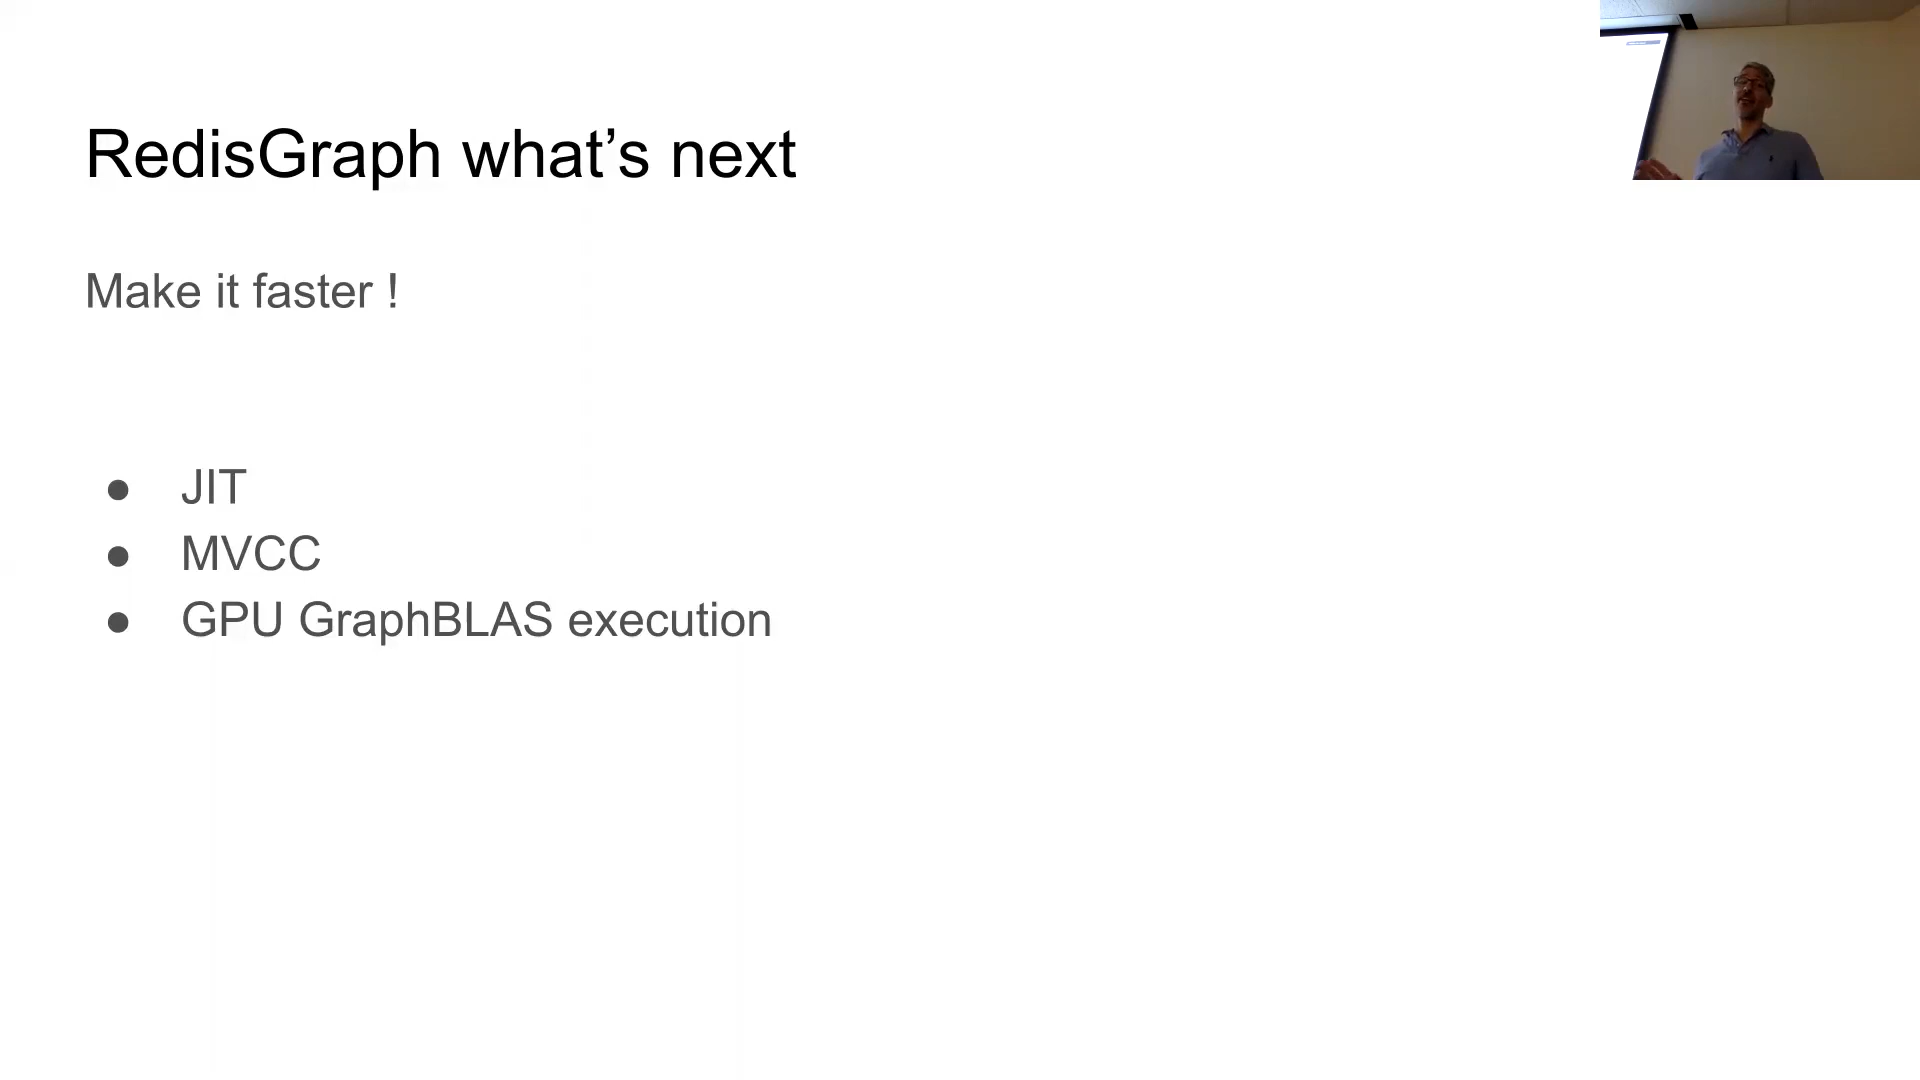 RedisGraph what’s next
Make it faster !
● JIT
● MVCC
● GPU GraphBLAS execution